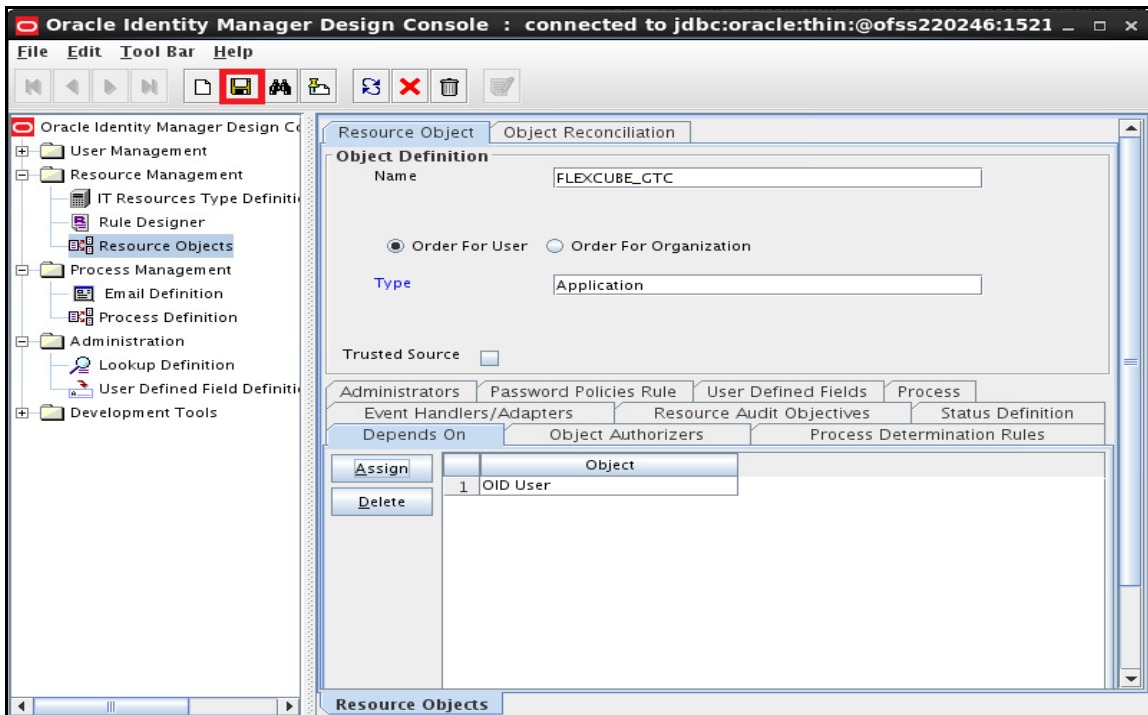 Oracle Identity Manager Design Console : connected to jdbc:oracle:thin:@ofss220246:1521
File Edit Tool Bar Help
Oracle Identity Manager Design Co
User Management
Resource Management
IT Resources Type Definiti
Rule Designer
Resource Objects
Process Management
Email Definition
Process Definition
Administration
Lookup Definition
User Defined Field Definiti
Development Tools
Resource Object Object Reconciliation
Object Definition
Name FLEXCUBE_GTC
Order For User Order For Organization
Type Application
Trusted Source
Administrators Password Policies Rule User Defined Fields Process
Event Handlers/Adapters Resource Audit Objectives Status Definition
Depends On Object Authorizers Process Determination Rules
Assign Object
1 OID User
Delete
Resource Objects